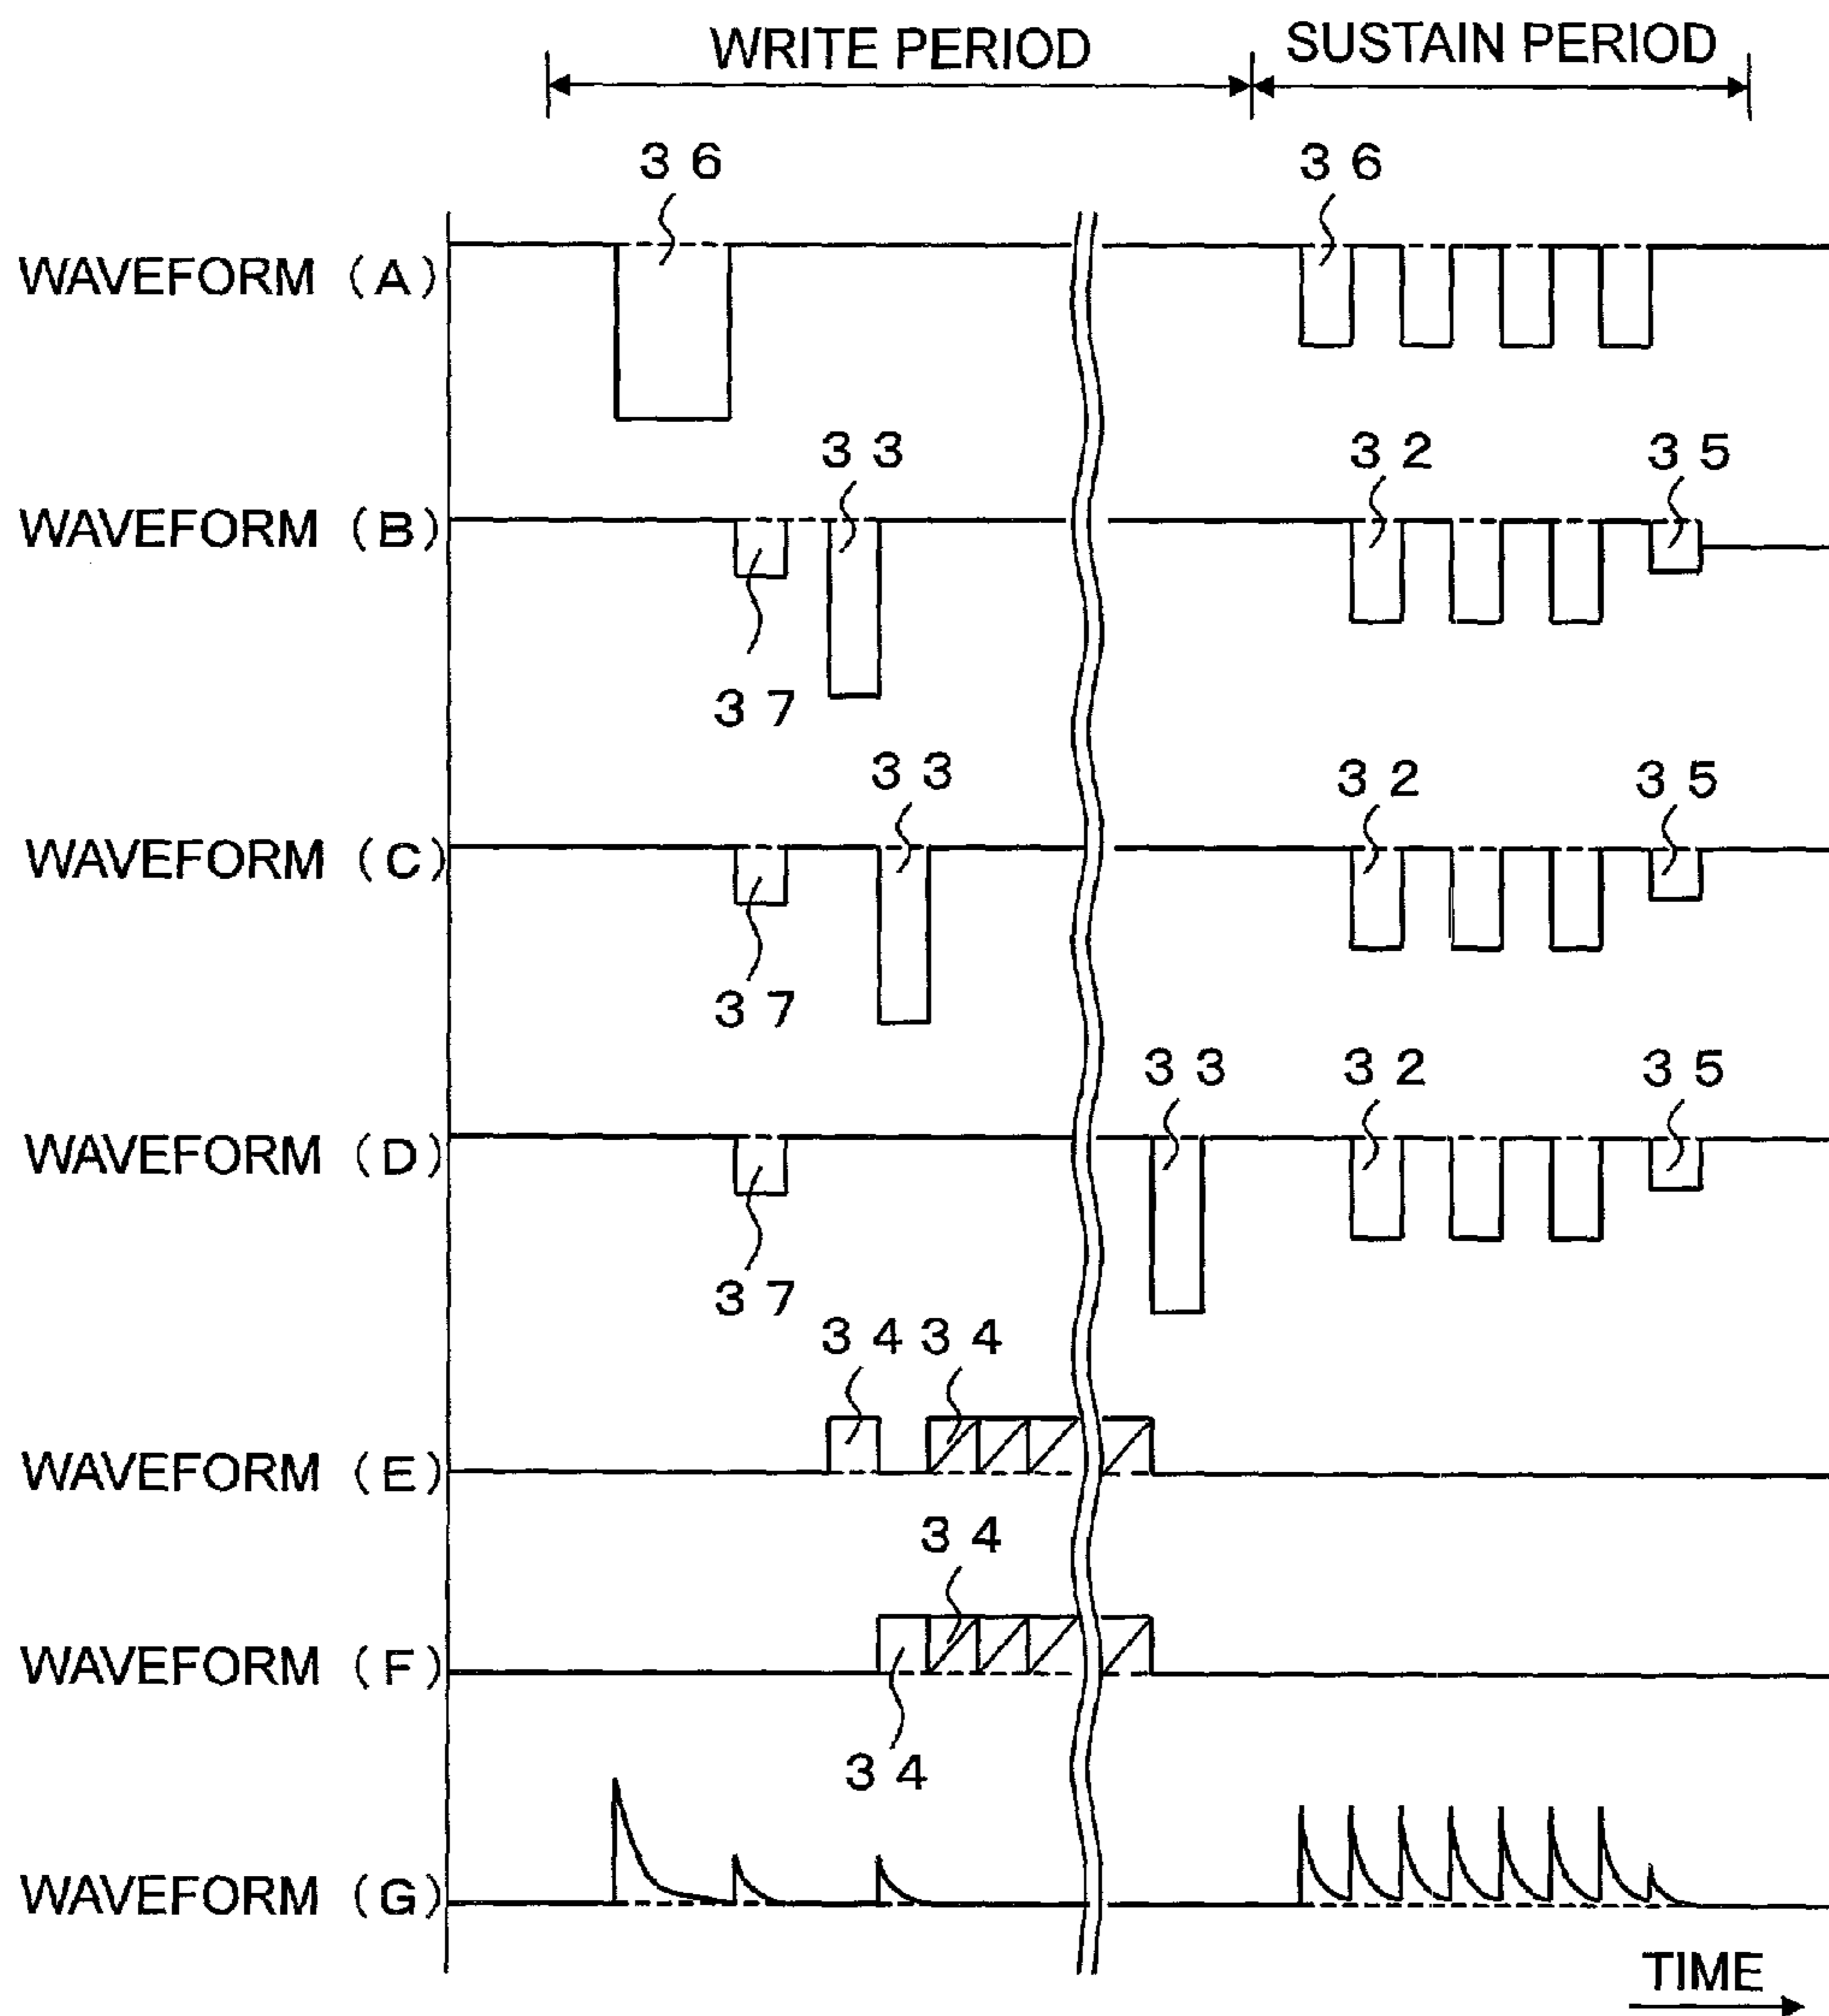 WRITE PERIOD SUSTAIN PERIOD
36 36
WAVEFORM (A)
33 32 35
WAVEFORM (B)
37
33 32 35
WAVEFORM (C)
37
33 32 35
WAVEFORM (D)
37
34 34
WAVEFORM (E)
34
WAVEFORM (F)
34
WAVEFORM (G)
TIME